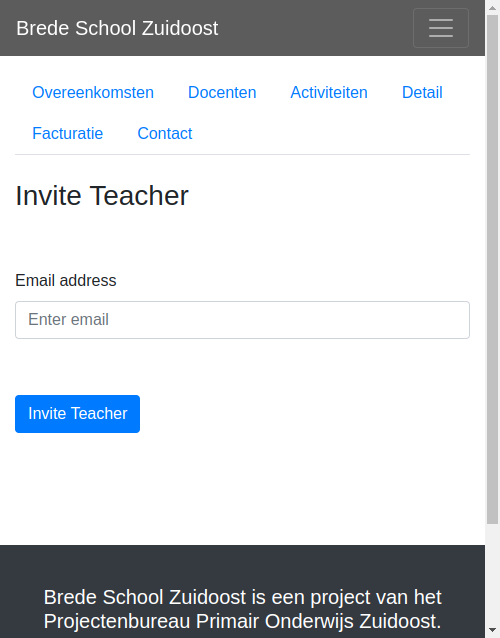 Brede School Zuidoost
Overeenkomsten Docenten Activiteiten Detail
Facturatie Contact
Invite Teacher
Email address
Enter email
Invite Teacher
Brede School Zuidoost is een project van het
Projectenbureau Primair Onderwijs Zuidoost.